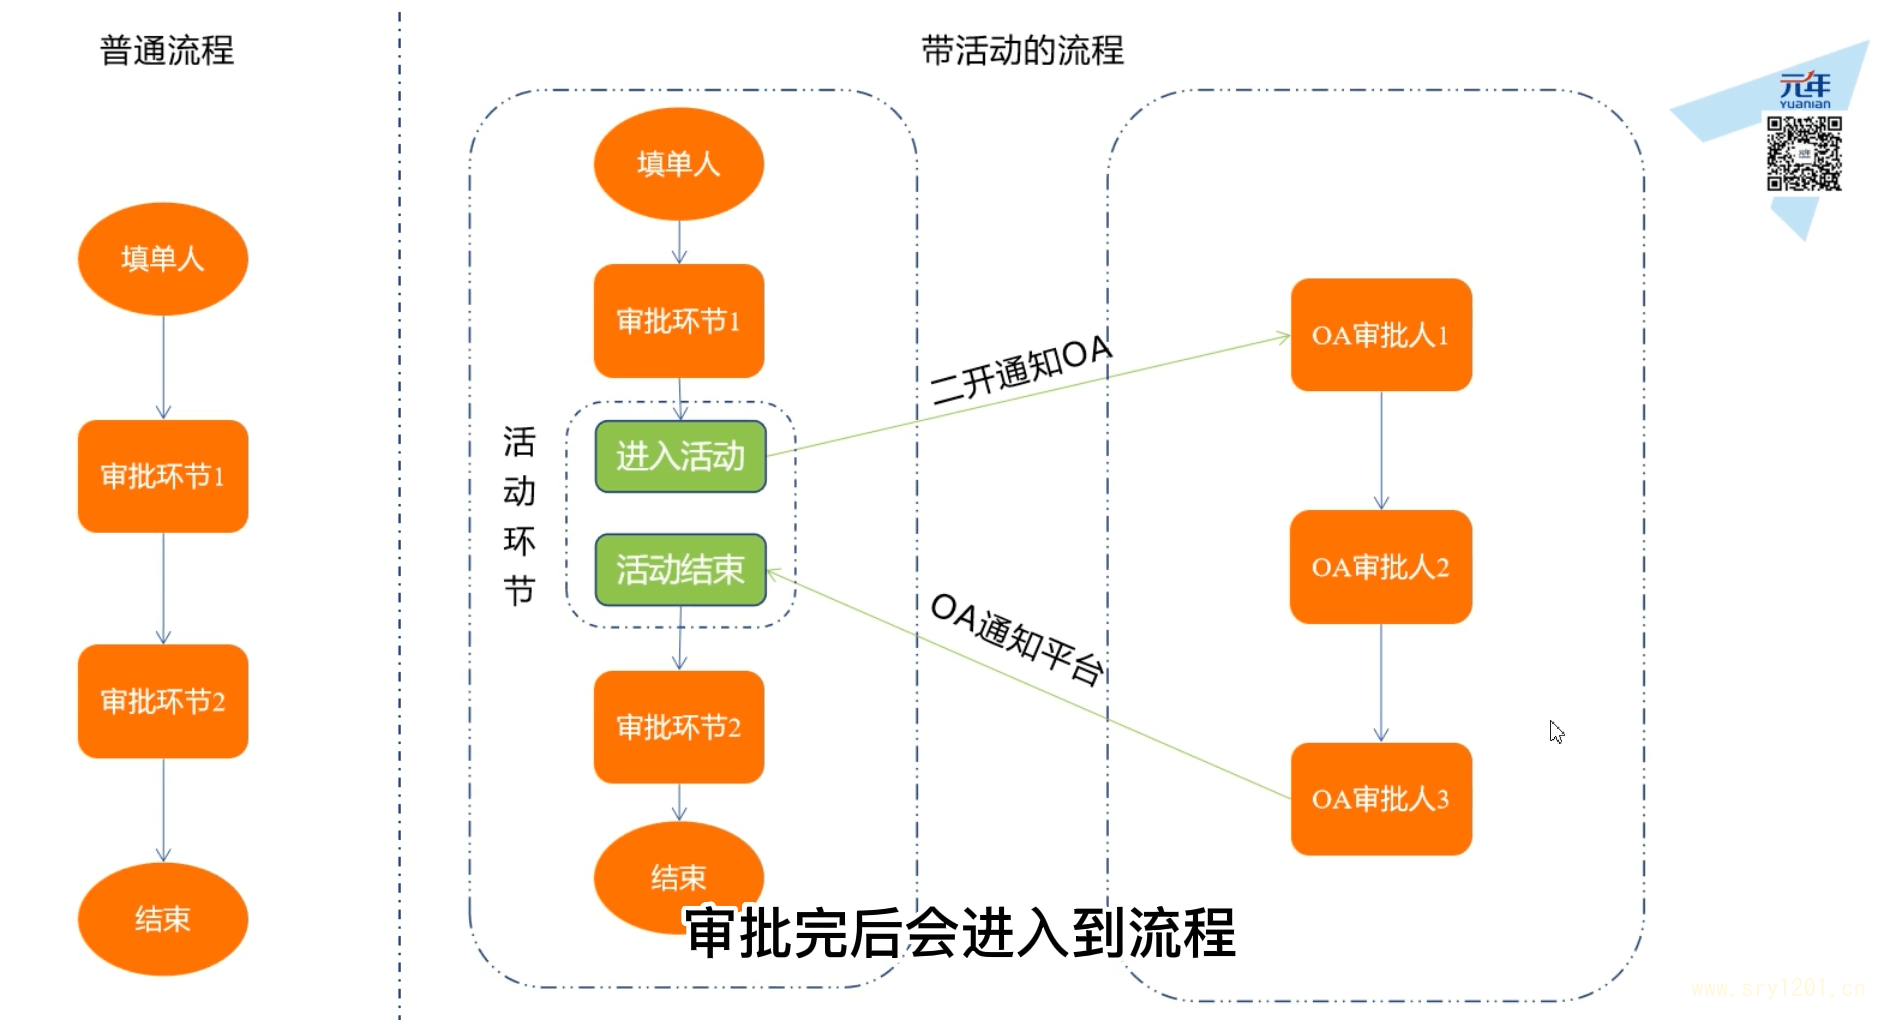 普通流程
填单人
审批环节1
审批环节2
结束
带活动的流程
填单人
审批环节1
活动环节
进入活动
活动结束
审批环节2
结束
二开通知OA
OA通知平台
OA审批人1
OA审批人2
OA审批人3
元年
Yuanian
审批完后会进入到流程
www.sry1201.cn